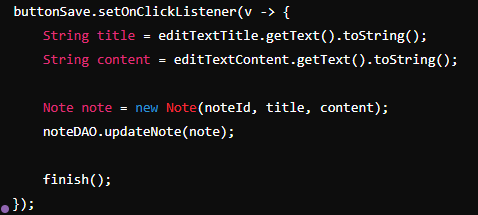 buttonSave.setOnClickListener(v -> {
    String title = editTextTitle.getText().toString();
    String content = editTextContent.getText().toString();

    Note note = new Note(noteId, title, content);
    noteDAO.updateNote(note);

    finish();
});